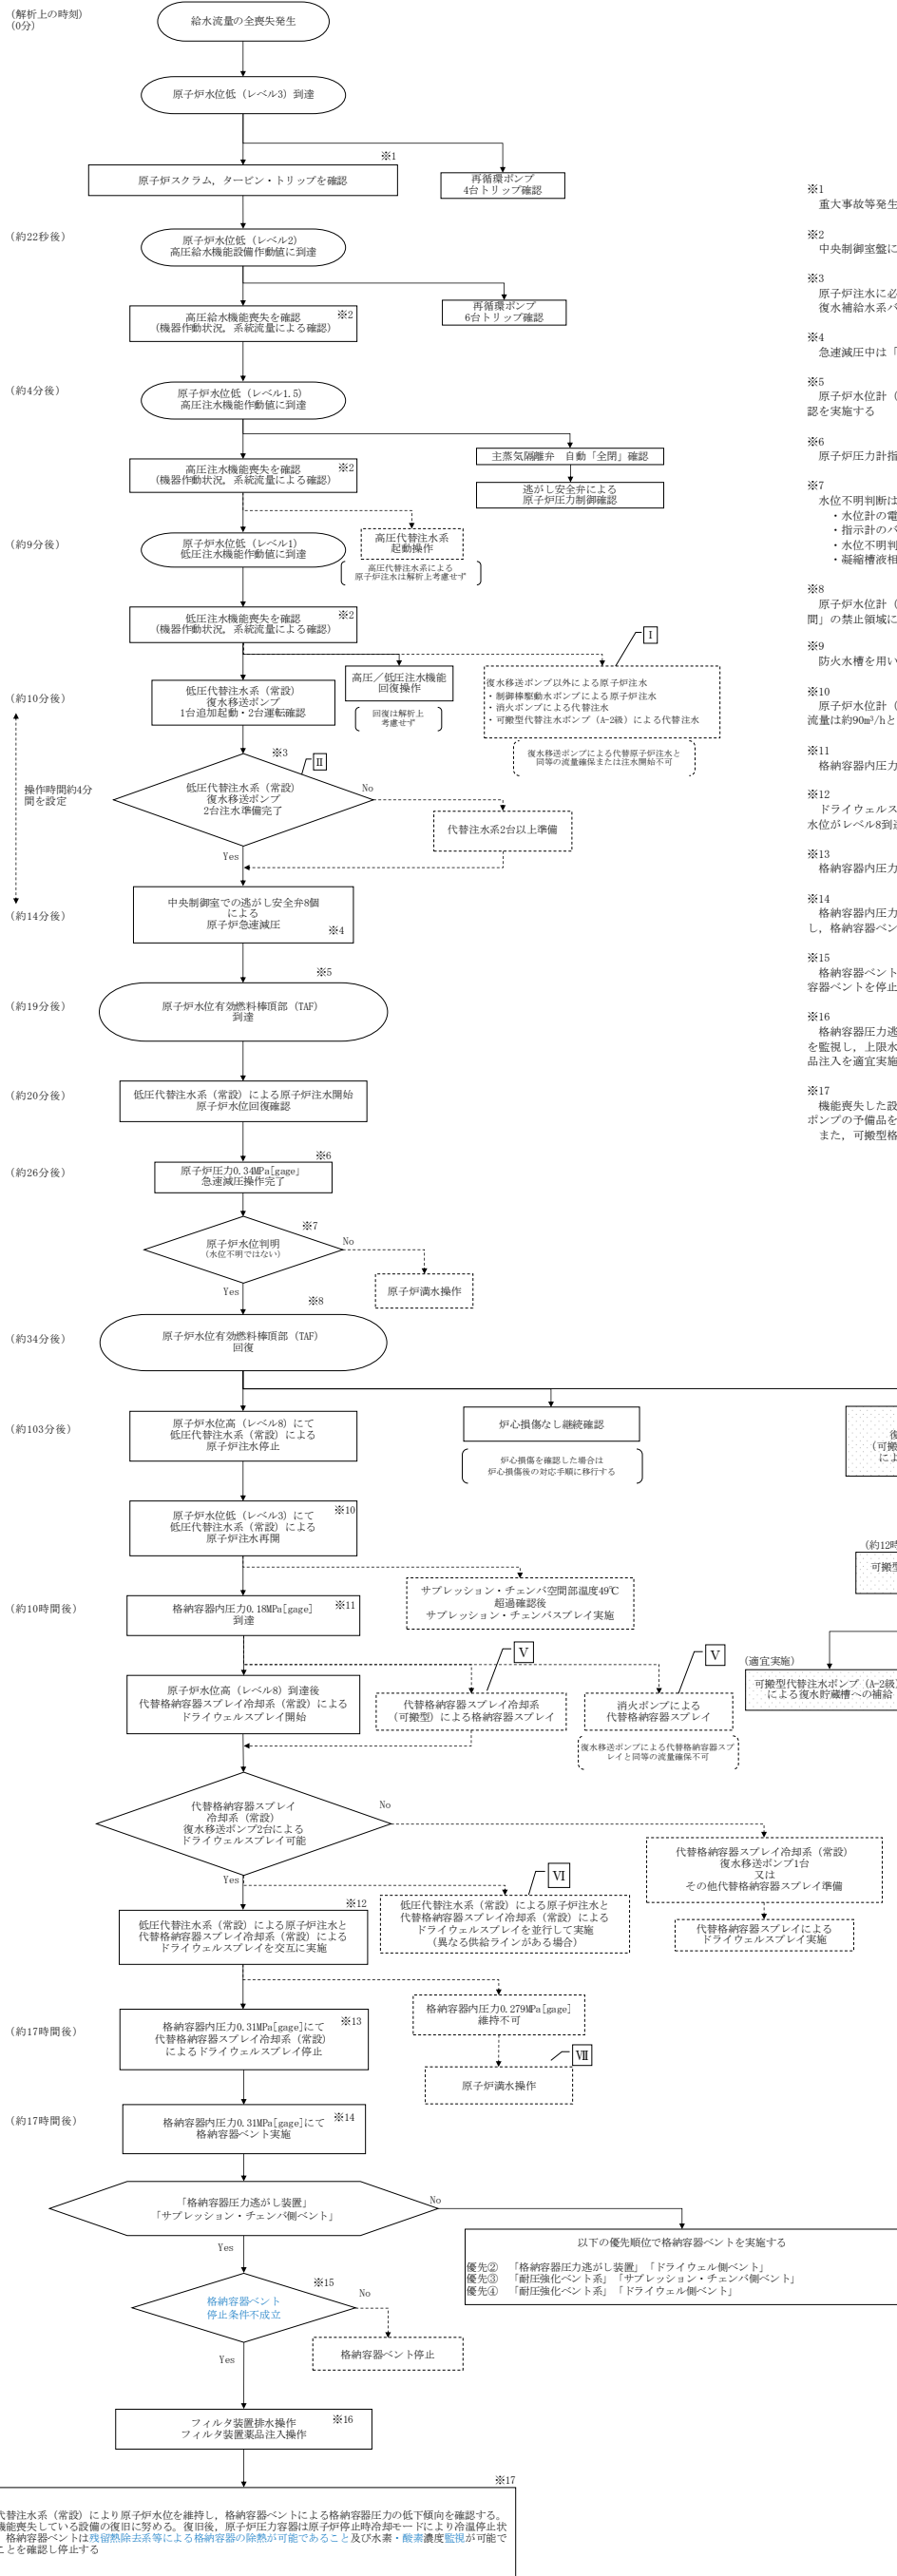 (解析上の時刻)
(0分)
給水流量の全喪失発生
原子炉水位低（レベル3）到達
※1
原子炉スクラム，タービン・トリップを確認
再循環ポンプ
4台トリップ確認
(約22秒後)
原子炉水位低（レベル2）
高圧給水機能設備作動値に到達
高圧給水機能喪失を確認
(機器作動状況，系統流量による確認)
※2
再循環ポンプ
6台トリップ確認
(約4分後)
原子炉水位低（レベル1.5）
高圧注水機能作動値に到達
高圧注水機能喪失を確認
(機器作動状況，系統流量による確認)
※2
主蒸気隔離弁　自動「全閉」確認
逃がし安全弁による
原子炉圧力制御確認
高圧代替注水系
起動操作
高圧代替注水系による
原子炉注水は解析上考慮せず
(約9分後)
原子炉水位低（レベル1）
低圧注水機能作動値に到達
低圧注水機能喪失を確認
(機器作動状況，系統流量による確認)
※2
Ⅰ
(約10分後)
低圧代替注水系（常設）
復水移送ポンプ
1台追加起動・2台運転確認
高圧／低圧注水機能
回復操作
回復は解析上
考慮せず
復水移送ポンプ以外による原子炉注水
・制御棒駆動水ポンプによる原子炉注水
・消火ポンプによる代替注水
・可搬型代替注水ポンプ（A-2級）による代替注水
復水移送ポンプによる代替原子炉注水と
同等の流量確保または注水開始不可
操作時間約4分
間を設定
※3
Ⅱ
低圧代替注水系（常設）
復水移送ポンプ
2台注水準備完了
No
代替注水系2台以上準備
Yes
(約14分後)
中央制御室での逃がし安全弁8個
による
原子炉急速減圧
※4
※5
(約19分後)
原子炉水位有効燃料棒頂部（TAF）
到達
(約20分後)
低圧代替注水系（常設）による原子炉注水開始
原子炉水位回復確認
※6
(約26分後)
原子炉圧力0.34MPa[gage]
急速減圧操作完了
※7
原子炉水位判明
(水位不明ではない)
No
原子炉満水操作
Yes
※8
(約34分後)
原子炉水位有効燃料棒頂部（TAF）
回復
(約103分後)
原子炉水位高（レベル8）にて
低圧代替注水系（常設）による
原子炉注水停止
炉心損傷なし継続確認
炉心損傷を確認した場合は
炉心損傷後の対応手順に移行する
復
(可搬
によ
原子炉水位低（レベル3）にて
低圧代替注水系（常設）による
原子炉注水再開
※10
(約12時
可搬型
サプレッション・チェンバ空間部温度49℃
超過確認後
サプレッション・チェンバスプレイ実施
(約10時間後)
格納容器内圧力0.18MPa[gage]
到達
※11
Ⅴ
Ⅴ
(適宜実施)
可搬型代替注水ポンプ（A-2級）
による復水貯蔵槽への補給
原子炉水位高（レベル8）到達後
代替格納容器スプレイ冷却系（常設）による
ドライウェルスプレイ開始
代替格納容器スプレイ冷却系
（可搬型）による格納容器スプレイ
消火ポンプによる
代替格納容器スプレイ
復水移送ポンプによる代替格納容器スプ
レイと同等の流量確保不可
代替格納容器スプレイ
冷却系（常設）
復水移送ポンプ2台による
ドライウェルスプレイ可能
No
代替格納容器スプレイ冷却系（常設）
復水移送ポンプ1台
又は
その他代替格納容器スプレイ準備
代替格納容器スプレイによる
ドライウェルスプレイ実施
Yes
Ⅵ
※12
低圧代替注水系（常設）による原子炉注水と
代替格納容器スプレイ冷却系（常設）による
ドライウェルスプレイを交互に実施
低圧代替注水系（常設）による原子炉注水と
代替格納容器スプレイ冷却系（常設）による
ドライウェルスプレイを並行して実施
(異なる供給ラインがある場合)
格納容器内圧力0.279MPa[gage]
維持不可
(約17時間後)
格納容器内圧力0.31MPa[gage]にて
代替格納容器スプレイ冷却系（常設）
によるドライウェルスプレイ停止
※13
Ⅶ
原子炉満水操作
(約17時間後)
格納容器内圧力0.31MPa[gage]にて
格納容器ベント実施
※14
「格納容器圧力逃がし装置」
「サプレッション・チェンバ側ベント」
No
以下の優先順位で格納容器ベントを実施する
優先②　「格納容器圧力逃がし装置」「ドライウェル側ベント」
優先③　「耐圧強化ベント系」「サプレッション・チェンバ側ベント」
優先④　「耐圧強化ベント系」「ドライウェル側ベント」
Yes
※15
格納容器ベント
停止条件不成立
No
格納容器ベント停止
Yes
フィルタ装置排水操作
フィルタ装置薬品注入操作
※16
※17
代替注水系（常設）により原子炉水位を維持し，格納容器ベントによる格納容器圧力の低下傾向を確認する。
機能喪失している設備の復旧に努める。復旧後，原子炉圧力容器は原子炉停止時冷却モードにより冷温停止状
格納容器ベントは残留熱除去系等による格納容器の除熱が可能であること及び水素・酸素濃度監視が可能で
ことを確認し停止する
※1
重大事故等発生
※2
中央制御室盤に
※3
原子炉注水に必
復水補給水系バ
※4
急速減圧中は「
※5
原子炉水位計（
認を実施する
※6
原子炉圧力計指
※7
水位不明判断は
・水位計の電
・指示計のバ
・水位不明判
・凝縮槽液相
※8
原子炉水位計（
間」の禁止領域に
※9
防火水槽を用い
※10
原子炉水位計（
流量は約90m³/hと
※11
格納容器内圧力
※12
ドライウェルス
水位がレベル8到達
※13
格納容器内圧力
※14
格納容器内圧力
し，格納容器ベン
※15
格納容器ベント
容器ベントを停止
※16
格納容器圧力逃
を監視し，上限水
品注入を適宜実施
※17
機能喪失した設
ポンプの予備品を
また，可搬型格